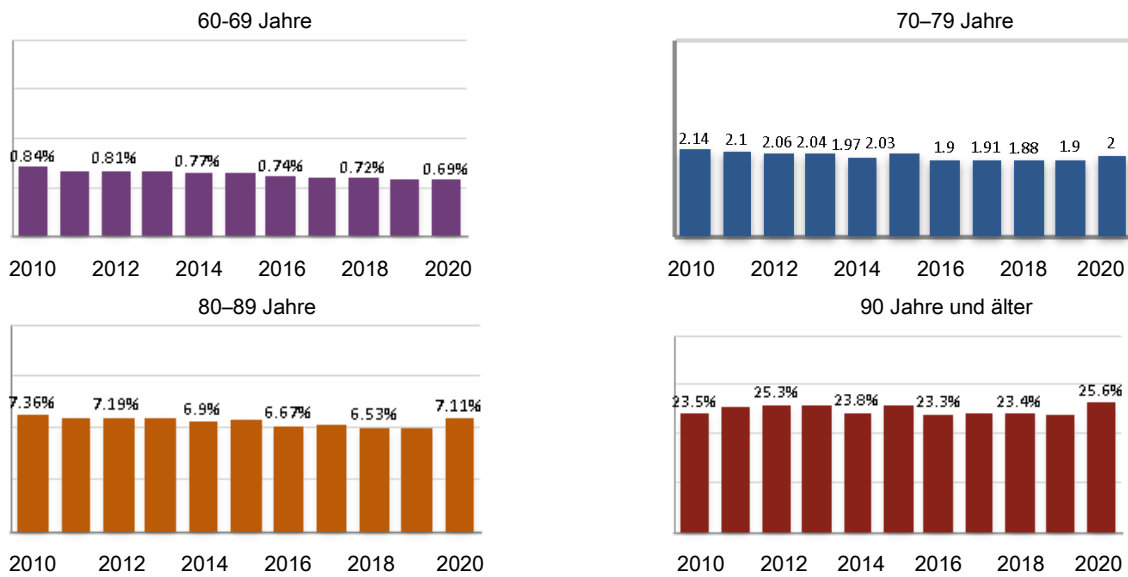 60-69 Jahre
0.84% 0.81% 0.77% 0.74% 0.72% 0.69%
2010 2012 2014 2016 2018 2020
70–79 Jahre
2.14 2.1 2.06 2.04 1.97 2.03 1.9 1.91 1.88 1.9 2
2010 2012 2014 2016 2018 2020
80–89 Jahre
7.36% 7.19% 6.9% 6.67% 6.53% 7.11%
2010 2012 2014 2016 2018 2020
90 Jahre und älter
23.5% 25.3% 23.8% 23.3% 23.4% 25.6%
2010 2012 2014 2016 2018 2020